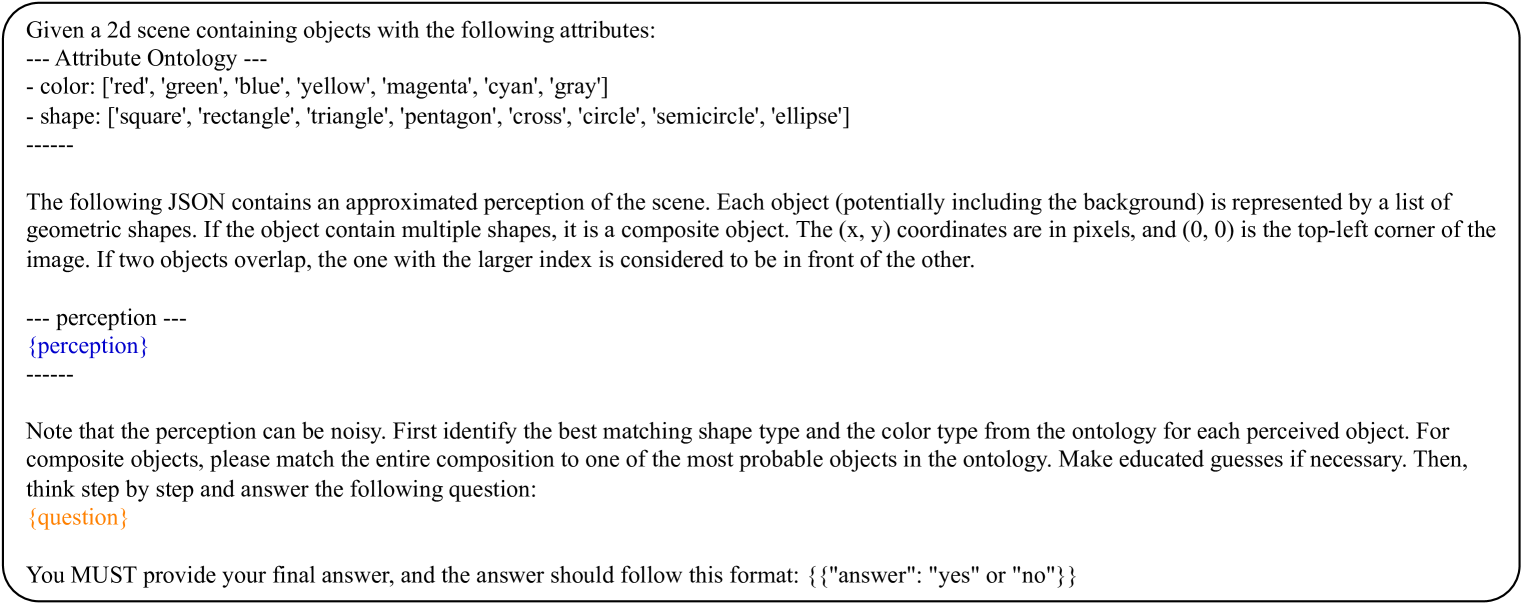 Given a 2d scene containing objects with the following attributes:
--- Attribute Ontology ---
- color: ['red', 'green', 'blue', 'yellow', 'magenta', 'cyan', 'gray']
- shape: ['square', 'rectangle', 'triangle', 'pentagon', 'cross', 'circle', 'semicircle', 'ellipse']
------
The following JSON contains an approximated perception of the scene. Each object (potentially including the background) is represented by a list of
geometric shapes. If the object contain multiple shapes, it is a composite object. The (x, y) coordinates are in pixels, and (0, 0) is the top-left corner of the
image. If two objects overlap, the one with the larger index is considered to be in front of the other.
--- perception ---
{perception}
------
Note that the perception can be noisy. First identify the best matching shape type and the color type from the ontology for each perceived object. For
composite objects, please match the entire composition to one of the most probable objects in the ontology. Make educated guesses if necessary. Then,
think step by step and answer the following question:
{question}
You MUST provide your final answer, and the answer should follow this format: {{"answer": "yes" or "no"}}